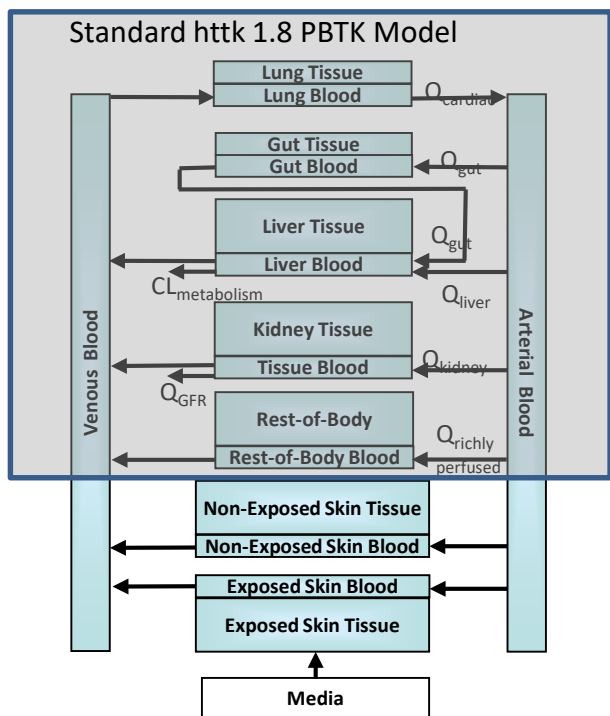 Standard httk 1.8 PBTK Model
Lung Tissue
Lung Blood
Qcardiac
Gut Tissue
Gut Blood
Qgut
Liver Tissue
Qgut
Liver Blood
CLmetabolism
Qliver
Kidney Tissue
Tissue Blood
Qkidney
QGFR
Rest-of-Body
Qrichly
perfused
Rest-of-Body Blood
Venous Blood
Arterial Blood
Non-Exposed Skin Tissue
Non-Exposed Skin Blood
Exposed Skin Blood
Exposed Skin Tissue
Media